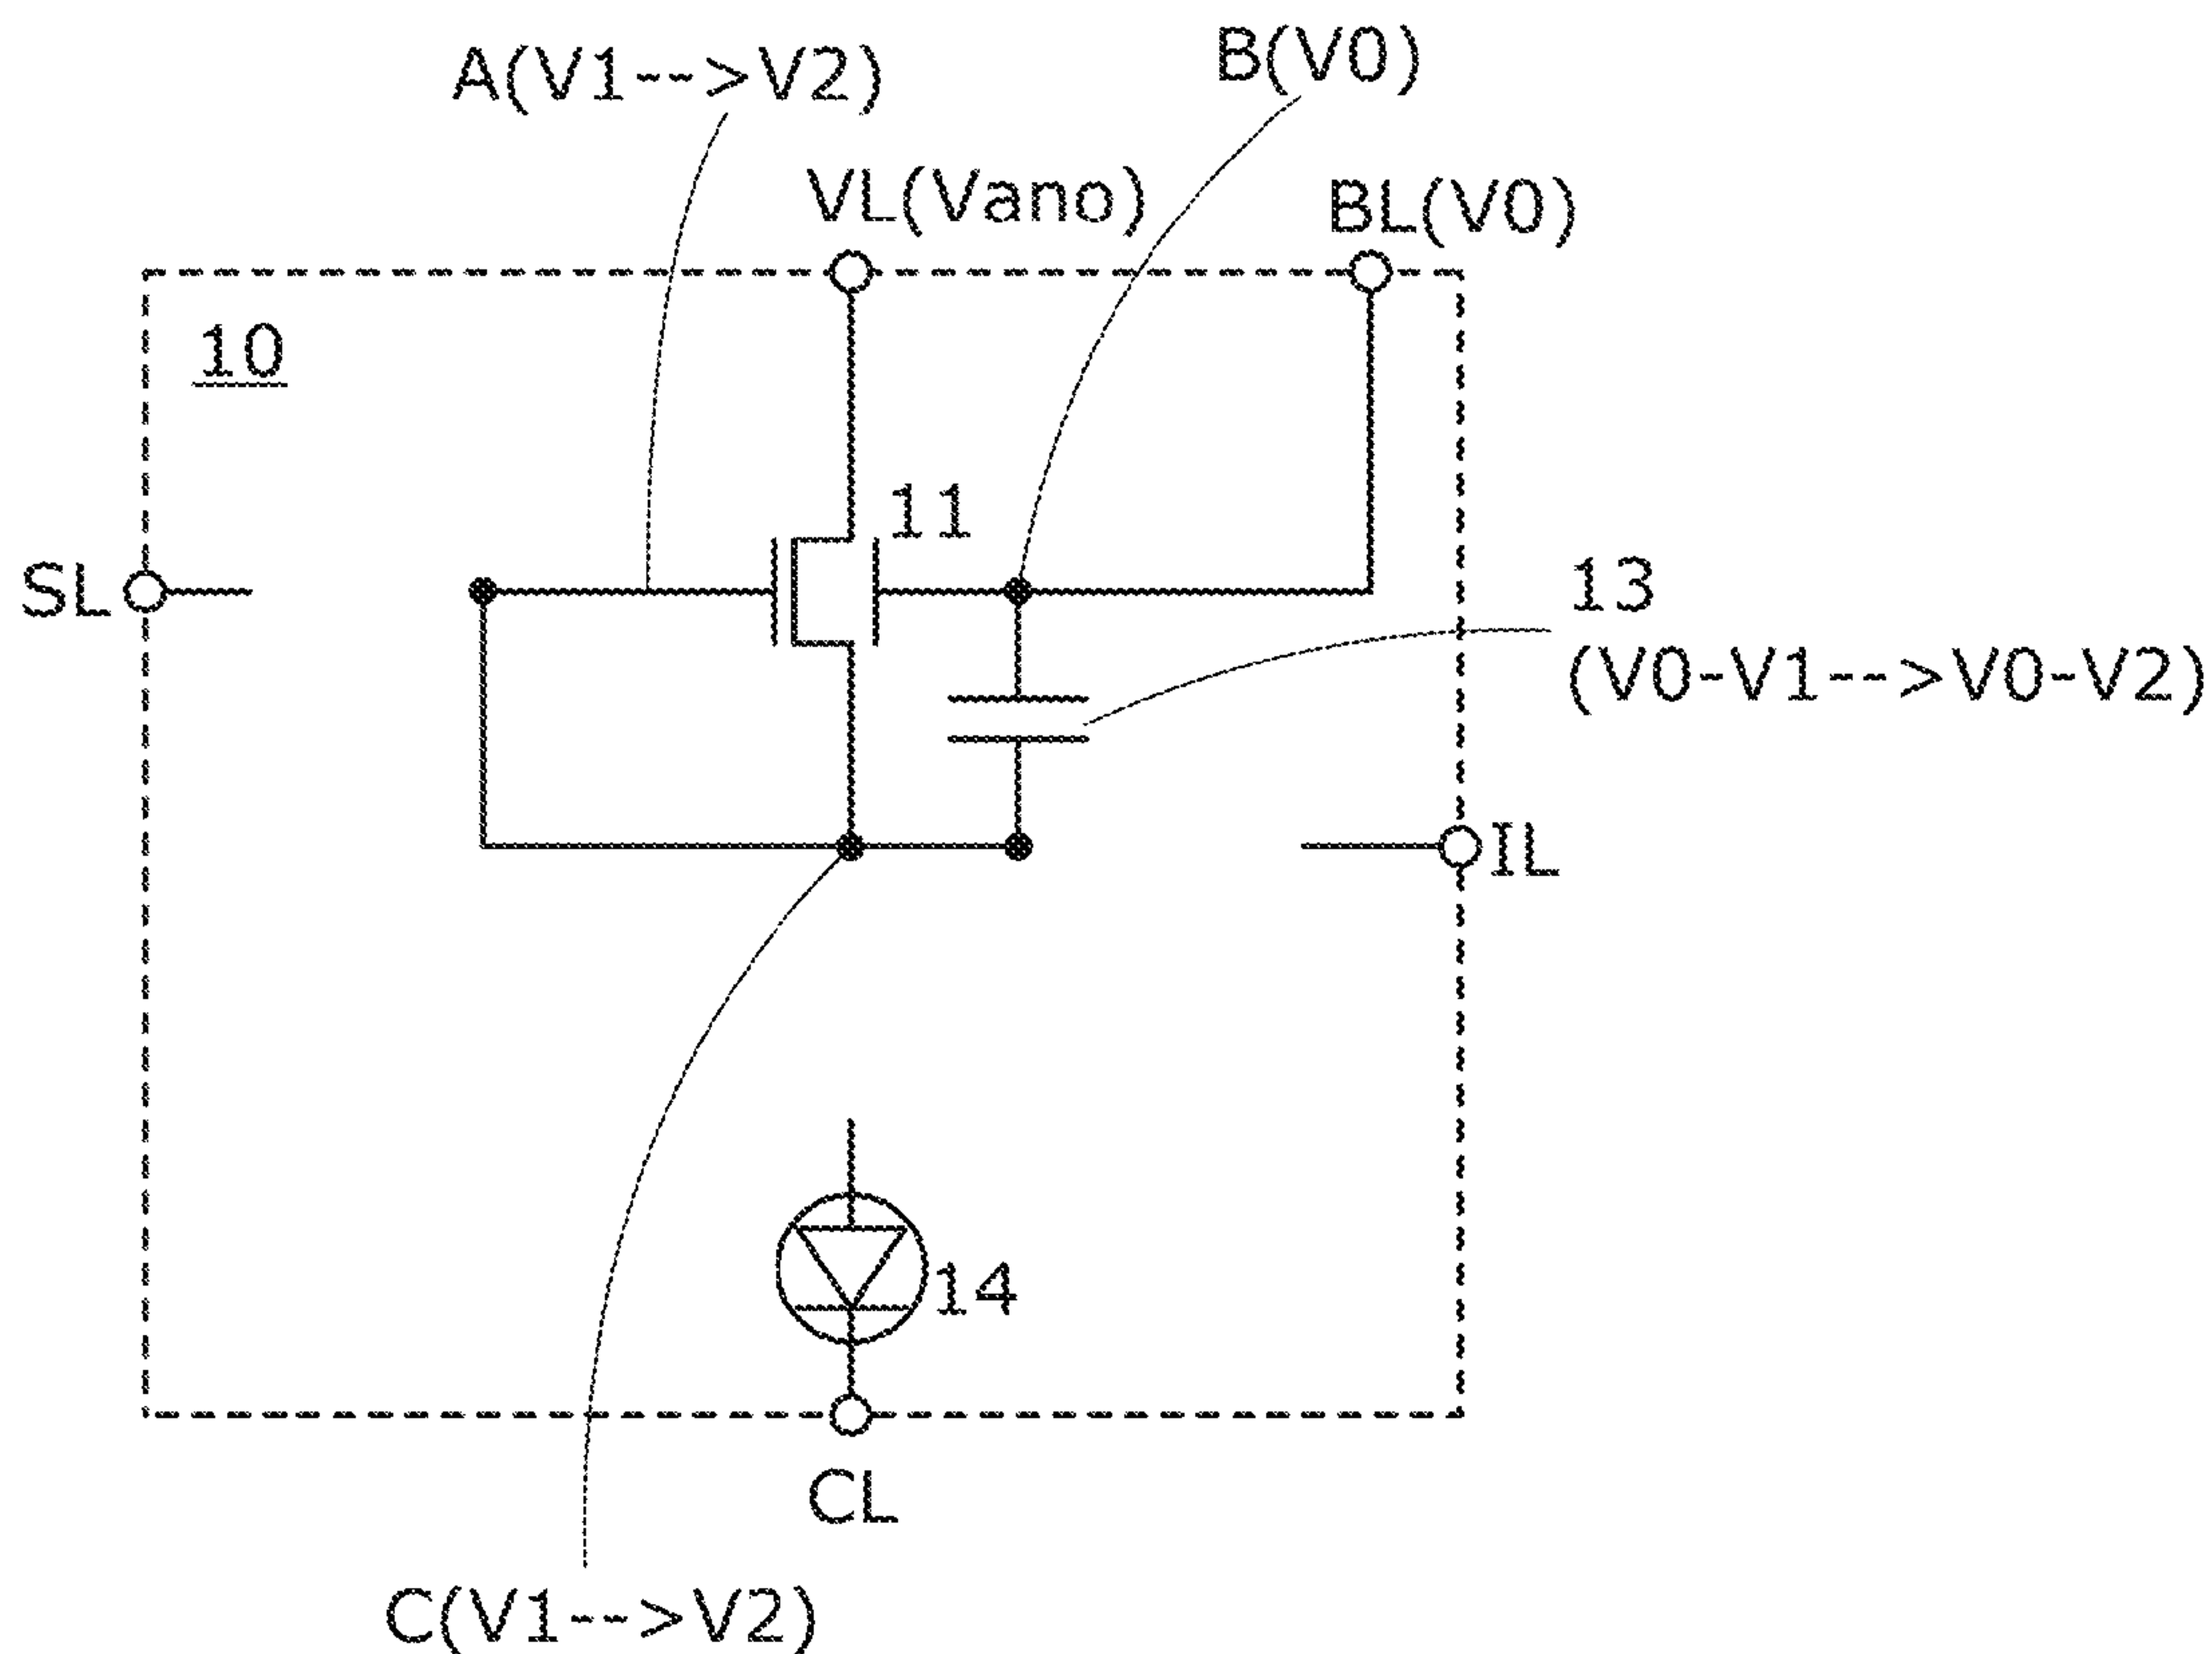 A(V1-->V2)
B(V0)
VL(Vano)
BL(V0)
10
11
SL
13
(V0-V1-->V0-V2)
IL
14
CL
C(V1-->V2)